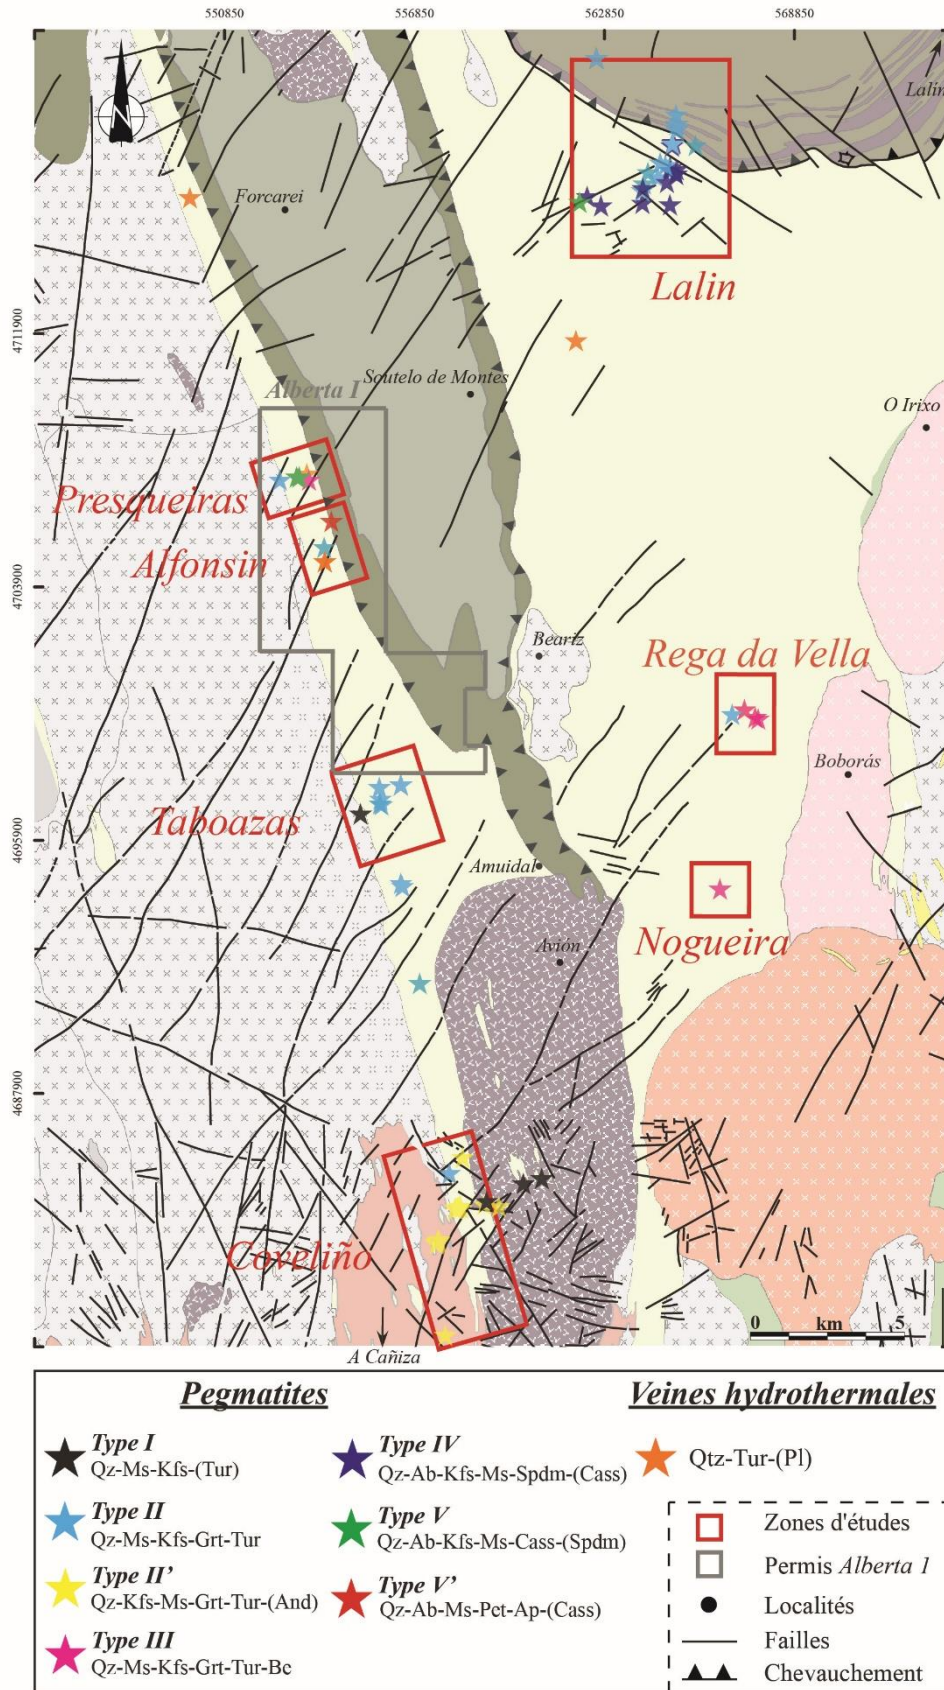 550850
556850
562850
568850
N
Lalín
Forcarei
Lalin
4711900
Soutelo de Montes
Alberta I
O Irixo
Presqueiras
Alfonsin
4703900
Beariz
Rega da Vella
Boborás
Taboazas
4695900
Amuidal
Avión
Nogueira
4687900
Coveliño
0 km 5
A Cañiza
Pegmatites
Veines hydrothermales
Type I
Qz-Ms-Kfs-(Tur)
Type IV
Qz-Ab-Kfs-Ms-Spdm-(Cass)
Qtz-Tur-(Pl)
Type II
Qz-Ms-Kfs-Grt-Tur
Type V
Qz-Ab-Kfs-Ms-Cass-(Spdm)
Type II'
Qz-Kfs-Ms-Grt-Tur-(And)
Type V'
Qz-Ab-Ms-Pet-Ap-(Cass)
Type III
Qz-Ms-Kfs-Grt-Tur-Bc
Zones d'études
Permis Alberta 1
Localités
Failles
Chevauchement